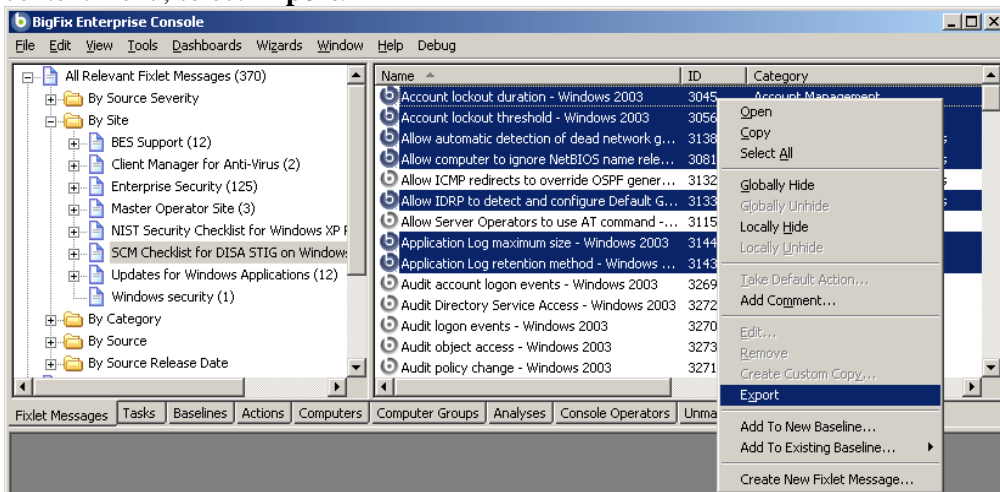 BigFix Enterprise Console
File Edit View Tools Dashboards Wizards Window Help Debug
All Relevant Fixlet Messages (370)
By Source Severity
By Site
BES Support (12)
Client Manager for Anti-Virus (2)
Enterprise Security (125)
Master Operator Site (3)
NIST Security Checklist for Windows XP
SCM Checklist for DISA STIG on Window
Updates for Windows Applications (12)
Windows security (1)
By Category
By Source
By Source Release Date
Name ID Category
Account lockout duration - Windows 2003 3045 Account Management
Account lockout threshold - Windows 2003 3056
Allow automatic detection of dead network g... 3138
Allow computer to ignore NetBIOS name rele... 3081
Allow ICMP redirects to override OSPF gener... 3132
Allow IDRP to detect and configure Default G... 3133
Allow Server Operators to use AT command -... 3115
Application Log maximum size - Windows 2003 3144
Application Log retention method - Windows ... 3143
Audit account logon events - Windows 2003 3269
Audit Directory Service Access - Windows 2003 3272
Audit logon events - Windows 2003 3270
Audit object access - Windows 2003 3273
Audit policy change - Windows 2003 3271
Open
Copy
Select All
Globally Hide
Globally Unhide
Locally Hide
Locally Unhide
Take Default Action...
Add Comment...
Edit...
Remove
Create Custom Copy...
Export
Add To New Baseline...
Add To Existing Baseline...
Create New Fixlet Message...
Fixlet Messages Tasks Baselines Actions Computers Computer Groups Analyses Console Operators Unma